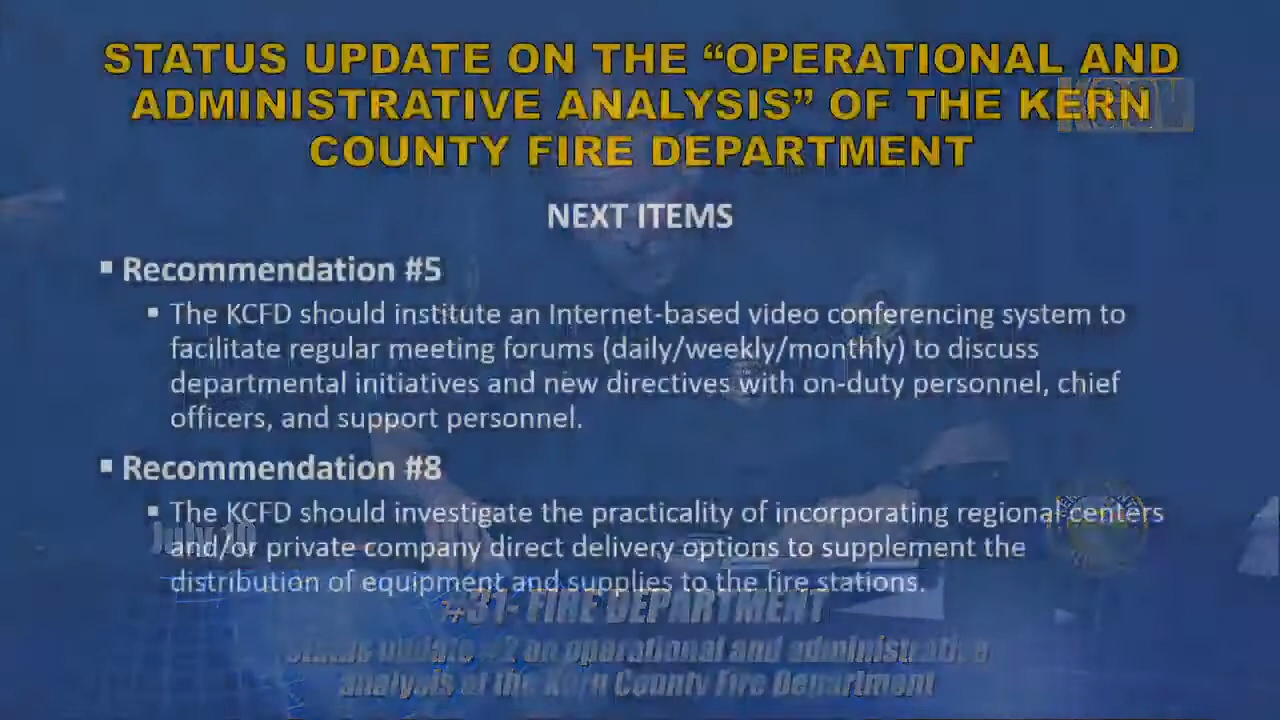 STATUS UPDATE ON THE “OPERATIONAL AND
ADMINISTRATIVE ANALYSIS” OF THE KERN
COUNTY FIRE DEPARTMENT
NEXT ITEMS
▪ Recommendation #5
▪ The KCFD should institute an Internet-based video conferencing system to
facilitate regular meeting forums (daily/weekly/monthly) to discuss
departmental initiatives and new directives with on-duty personnel, chief
officers, and support personnel.
▪ Recommendation #8
▪ The KCFD should investigate the practicality of incorporating regional centers
and/or private company direct delivery options to supplement the
distribution of equipment and supplies to the fire stations.
July 10
#31- FIRE DEPARTMENT
status update #2 on operational and administrative
analysis of the Kern County Fire Department